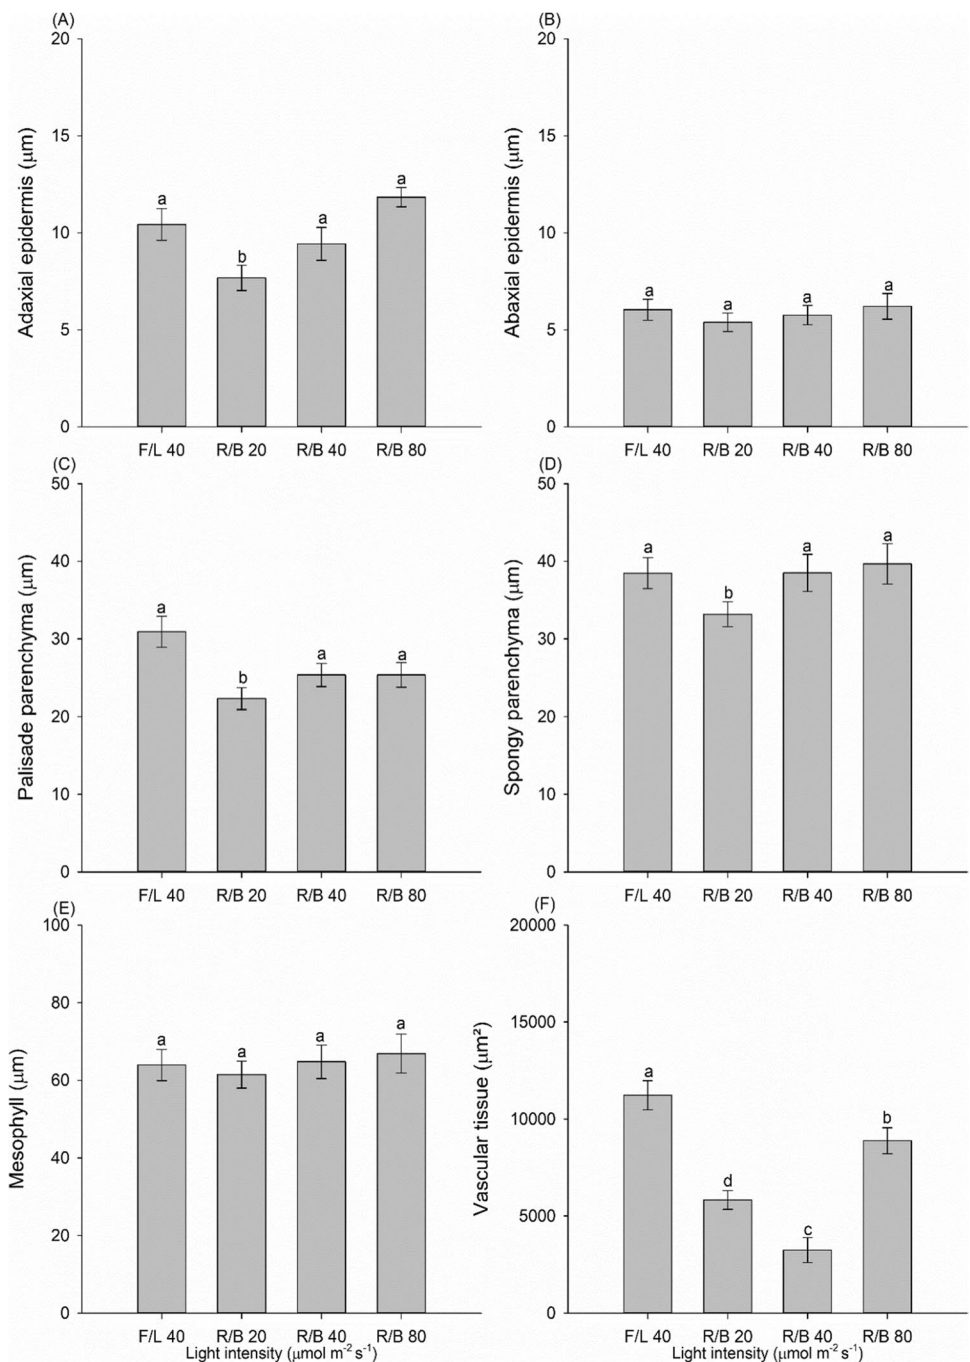 (A)
20
15
10
5
0
Adaxial epidermis (μm)
a
b
a
a
F/L 40 R/B 20 R/B 40 R/B 80
(B)
20
15
10
5
0
Abaxial epidermis (μm)
a
a
a
a
F/L 40 R/B 20 R/B 40 R/B 80
(C)
50
40
30
20
10
0
Palisade parenchyma (μm)
a
b
a
a
F/L 40 R/B 20 R/B 40 R/B 80
(D)
50
40
30
20
10
0
Spongy parenchyma (μm)
a
b
a
a
F/L 40 R/B 20 R/B 40 R/B 80
(E)
100
80
60
40
20
0
Mesophyll (μm)
a
a
a
a
F/L 40 R/B 20 R/B 40 R/B 80
Light intensity (μmol m⁻² s⁻¹)
(F)
20000
15000
10000
5000
0
Vascular tissue (μm²)
a
d
c
b
F/L 40 R/B 20 R/B 40 R/B 80
Light intensity (μmol m⁻² s⁻¹)